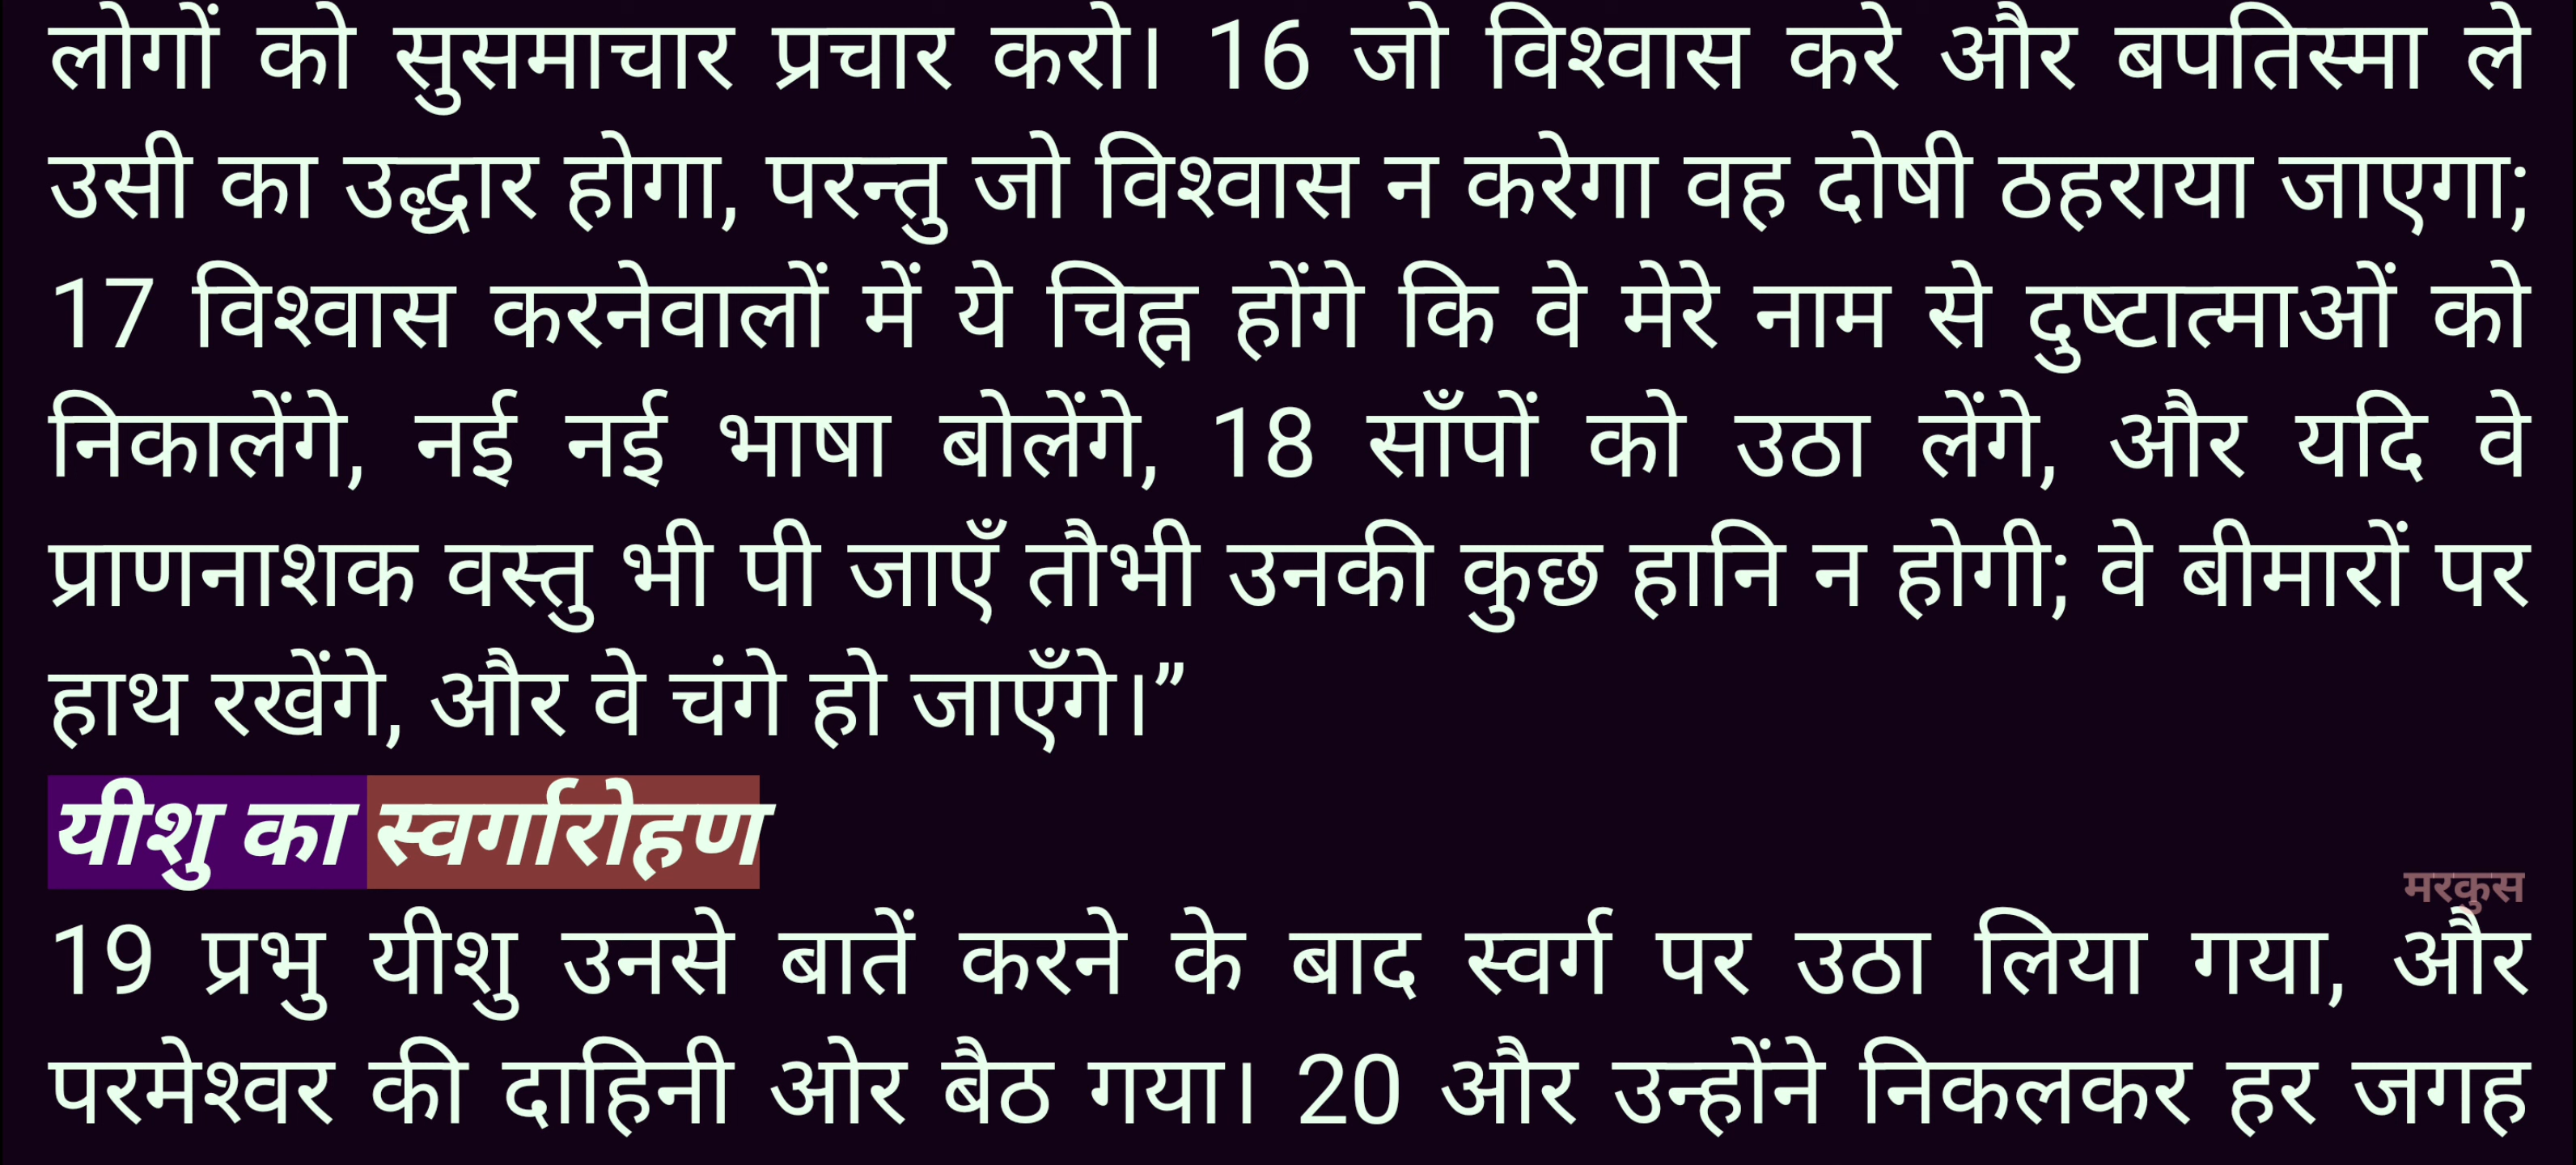 लोगों को सुसमाचार प्रचार करो। 16 जो विश्‍वास करे और बपतिस्मा ले
उसी का उद्धार होगा, परन्तु जो विश्‍वास न करेगा वह दोषी ठहराया जाएगा;
17 विश्‍वास करनेवालों में ये चिह्न होंगे कि वे मेरे नाम से दुष्‍टात्माओं को
निकालेंगे, नई नई भाषा बोलेंगे, 18 साँपों को उठा लेंगे, और यदि वे
प्राणनाशक वस्तु भी पी जाएँ तौभी उनकी कुछ हानि न होगी; वे बीमारों पर
हाथ रखेंगे, और वे चंगे हो जाएँगे।”
यीशु का स्वर्गारोहण
मरकुस
19 प्रभु यीशु उनसे बातें करने के बाद स्वर्ग पर उठा लिया गया, और
परमेश्‍वर की दाहिनी ओर बैठ गया। 20 और उन्होंने निकलकर हर जगह